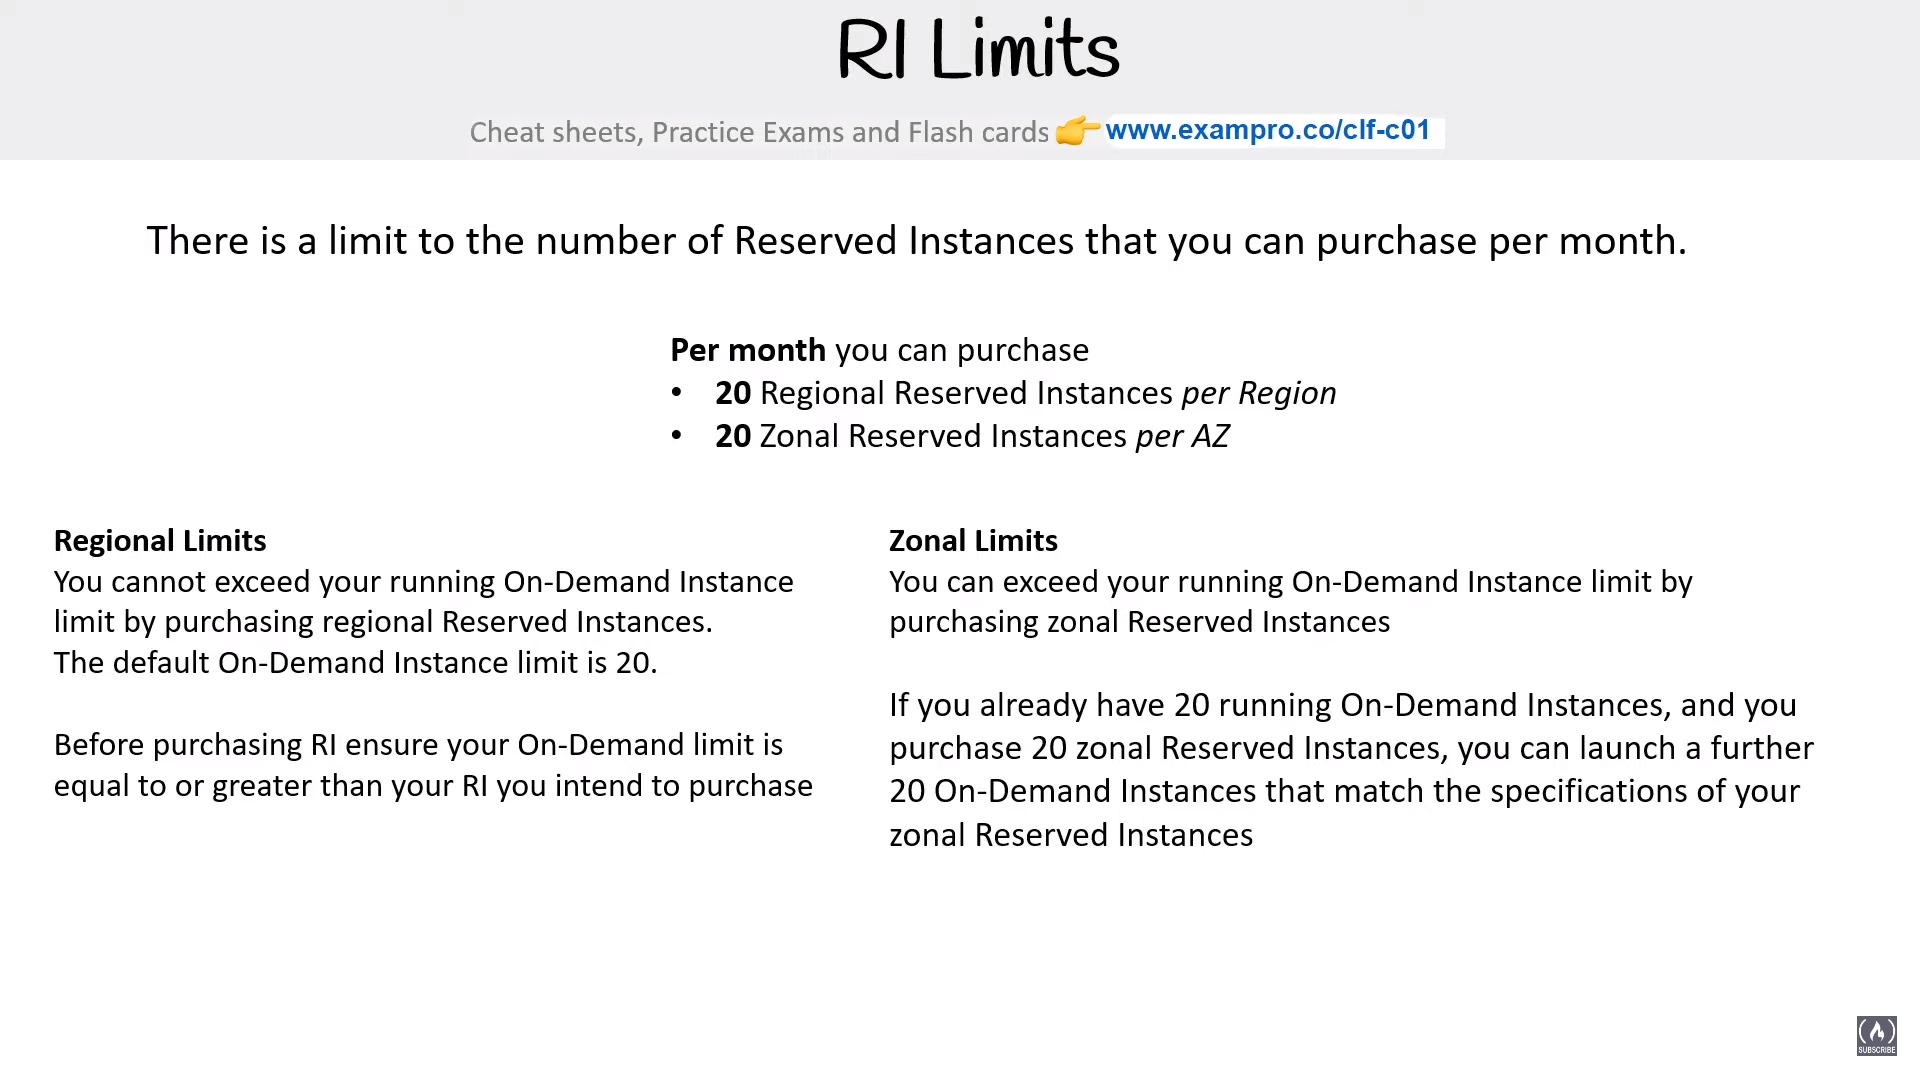 RI Limits
Cheat sheets, Practice Exams and Flash cards 👉 www.exampro.co/clf-c01
There is a limit to the number of Reserved Instances that you can purchase per month.
Per month you can purchase
• 20 Regional Reserved Instances per Region
• 20 Zonal Reserved Instances per AZ
Regional Limits
You cannot exceed your running On-Demand Instance
limit by purchasing regional Reserved Instances.
The default On-Demand Instance limit is 20.
Before purchasing RI ensure your On-Demand limit is
equal to or greater than your RI you intend to purchase
Zonal Limits
You can exceed your running On-Demand Instance limit by
purchasing zonal Reserved Instances
If you already have 20 running On-Demand Instances, and you
purchase 20 zonal Reserved Instances, you can launch a further
20 On-Demand Instances that match the specifications of your
zonal Reserved Instances
SUBSCRIBE